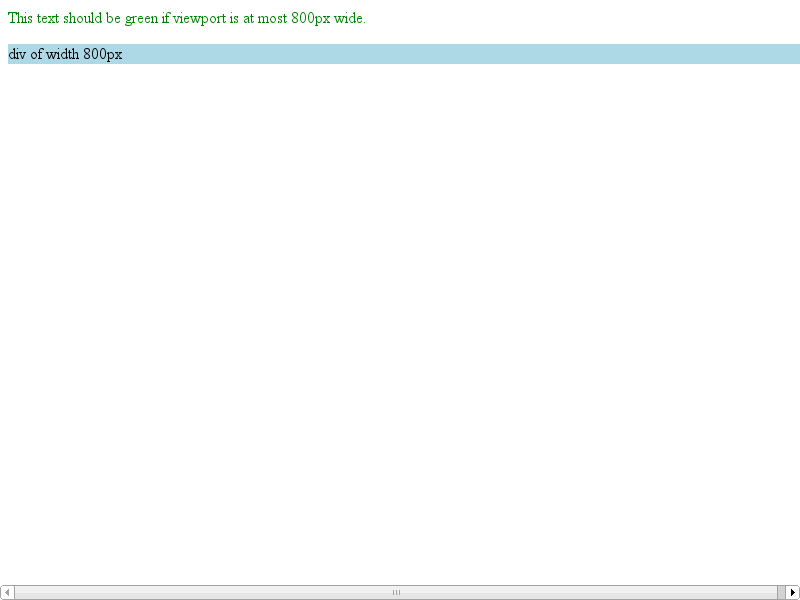 This text should be green if viewport is at most 800px wide.
div of width 800px